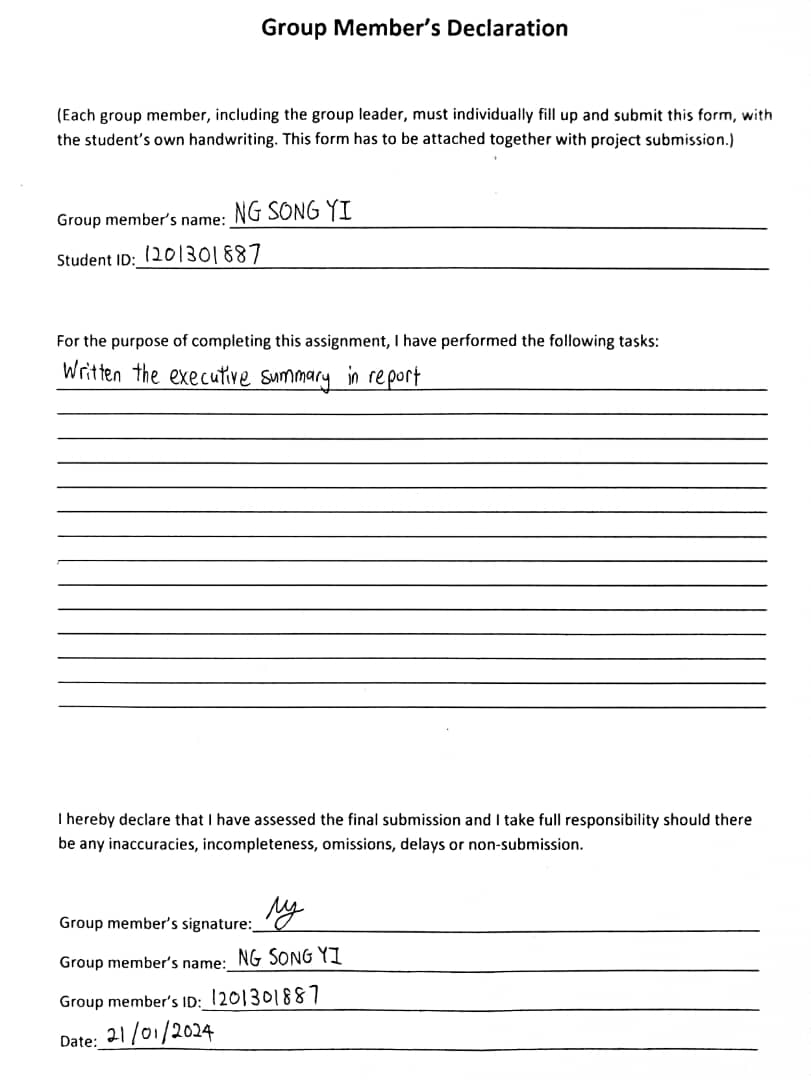 Group Member's Declaration
(Each group member, including the group leader, must individually fill up and submit this form, with
the student's own handwriting. This form has to be attached together with project submission.)
Group member's name: NG SONG YI
Student ID: 1201301887
For the purpose of completing this assignment, I have performed the following tasks:
Written the executive summary in report
I hereby declare that I have assessed the final submission and I take full responsibility should there
be any inaccuracies, incompleteness, omissions, delays or non-submission.
Group member's signature: Ny
Group member's name: NG SONG YI
Group member's ID: 1201301887
Date: 21/01/2024